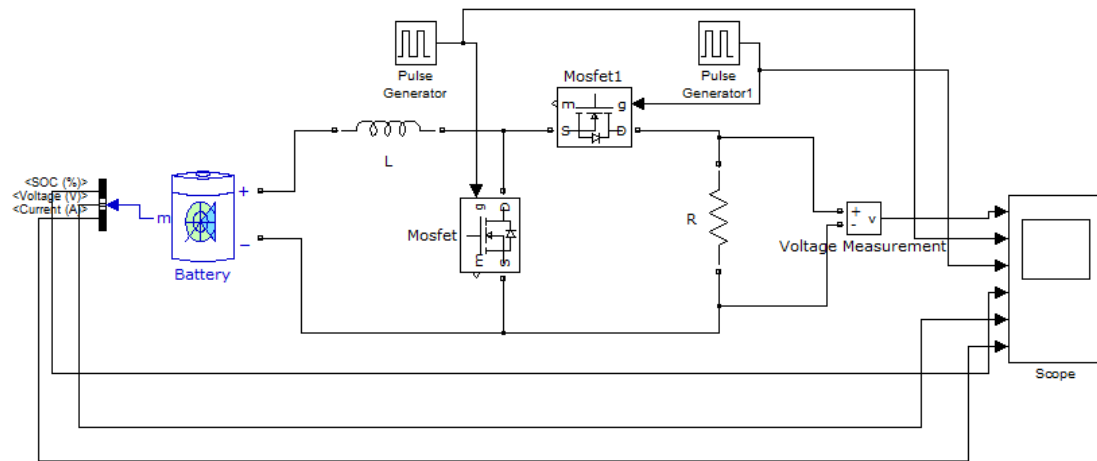 Pulse
Generator
Pulse
Generator1
Mosfet1
m
g
S
D
L
<SOC (%)>
<Voltage (V)>
<Current (A)>
m
+
−
Battery
Mosfet
g
D
m
S
R
+
-
v
Voltage Measurement
Scope